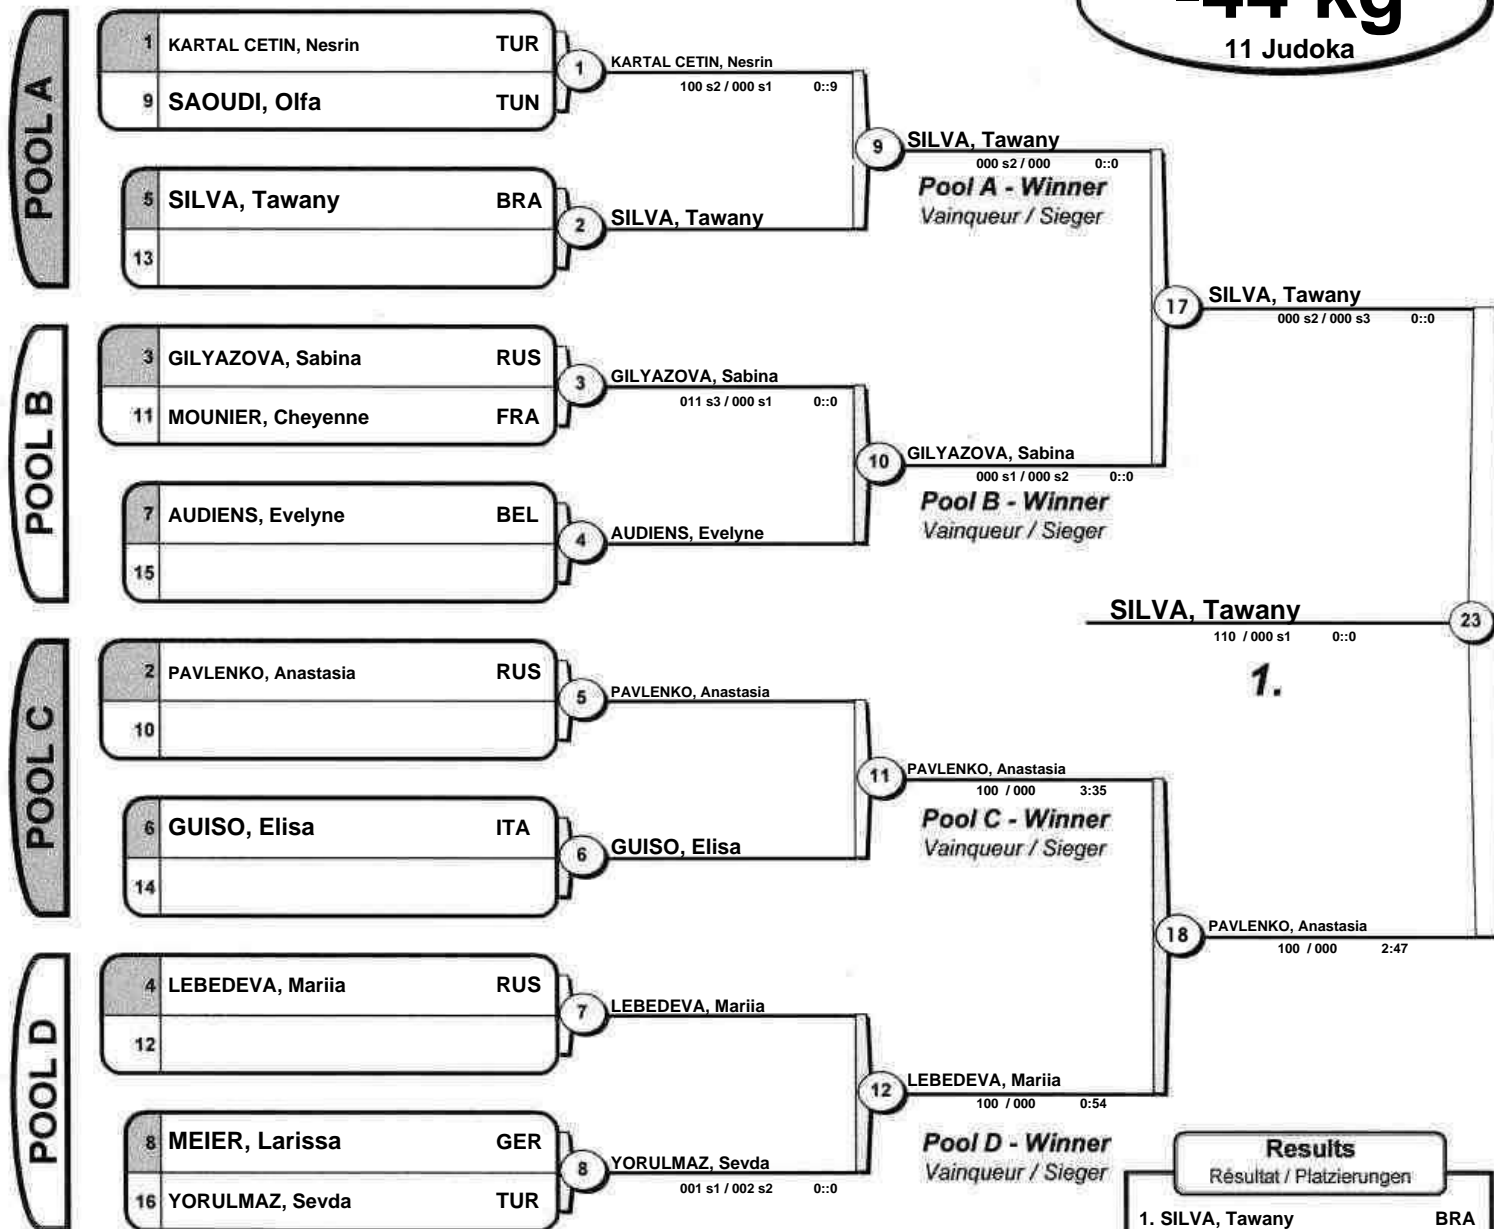 -44 kg
11 Judoka
POOL A
1 KARTAL CETIN, Nesrin TUR
9 SAOUDI, Olfa TUN
1
KARTAL CETIN, Nesrin
100 s2 / 000 s1 0::9
5 SILVA, Tawany BRA
13
2
SILVA, Tawany
9
SILVA, Tawany
000 s2 / 000 0::0
Pool A - Winner
Vainqueur / Sieger
POOL B
3 GILYAZOVA, Sabina RUS
11 MOUNIER, Cheyenne FRA
3
GILYAZOVA, Sabina
011 s3 / 000 s1 0::0
7 AUDIENS, Evelyne BEL
15
4
AUDIENS, Evelyne
10
GILYAZOVA, Sabina
000 s1 / 000 s2 0::0
Pool B - Winner
Vainqueur / Sieger
17
SILVA, Tawany
000 s2 / 000 s3 0::0
SILVA, Tawany
110 / 000 s1 0::0
23
1.
POOL C
2 PAVLENKO, Anastasia RUS
10
5
PAVLENKO, Anastasia
6 GUISO, Elisa ITA
14
6
GUISO, Elisa
11
PAVLENKO, Anastasia
100 / 000 3:35
Pool C - Winner
Vainqueur / Sieger
18
PAVLENKO, Anastasia
100 / 000 2:47
POOL D
4 LEBEDEVA, Mariia RUS
12
7
LEBEDEVA, Mariia
8 MEIER, Larissa GER
16 YORULMAZ, Sevda TUR
8
YORULMAZ, Sevda
001 s1 / 002 s2 0::0
12
LEBEDEVA, Mariia
100 / 000 0:54
Pool D - Winner
Vainqueur / Sieger
Results
Résultat / Platzierungen
1. SILVA, Tawany BRA